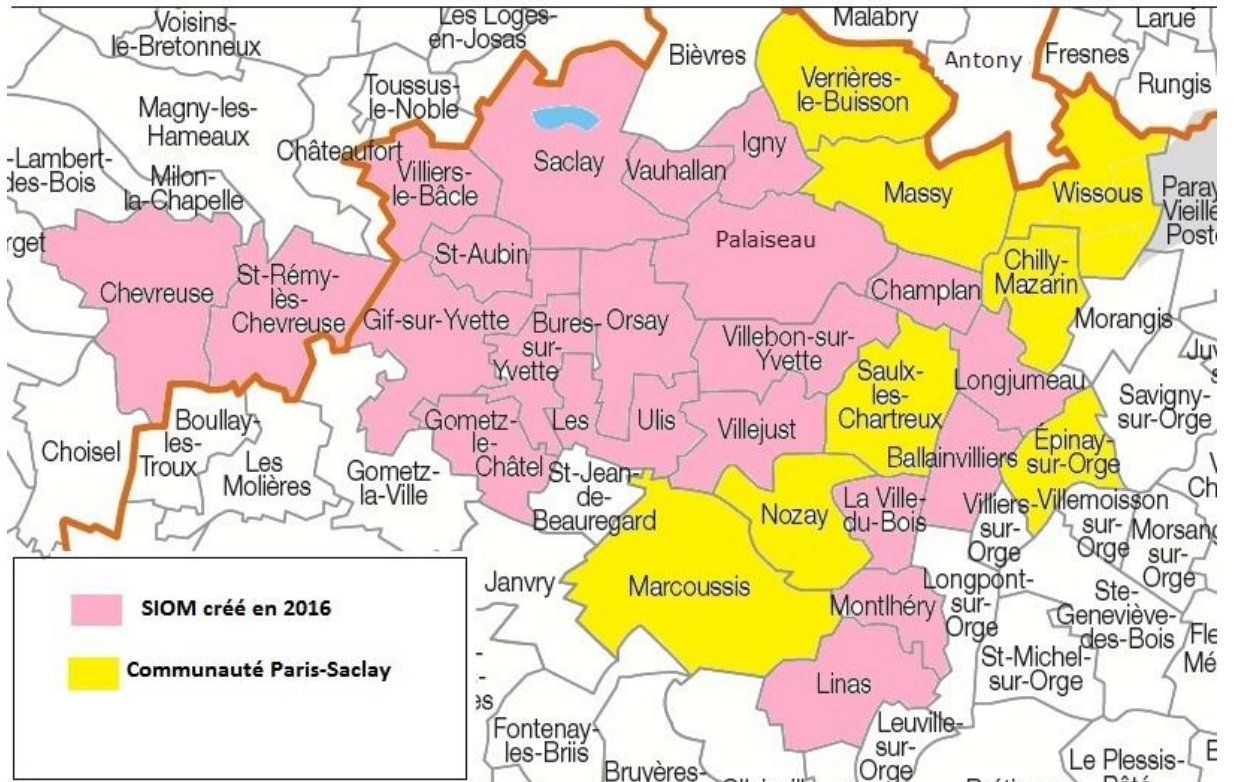 Voisins-
le-Bretonneux
Les Loges-
en-Josas
Malabry
Larue
Bièvres
Antony
Fresnes
Rungis
Toussus-
le-Noble
Verrières-
le-Buisson
Magny-les-
Hameaux
Châteaufort
Igny
Saclay
Vauhallan
-Lambert-
des-Bois
Milon-
la-Chapelle
Villiers-
le-Bâcle
Massy
Wissous
Paray
Vieille
Poste
Palaiseau
St-Aubin
Chilly-
Mazarin
Chevreuse
St-Rémy-
lès-
Chevreuse
Champlan
Gif-sur-Yvette
Bures-
sur-
Yvette
Orsay
Villebon-sur-
Yvette
Morangis
Saulx-
les-
Chartreux
Longjumeau
Savigny-
sur-Orge
Choisel
Boullay-
les-
Troux
Les
Molières
Gometz-
le-
Châtel
Les
Ulis
Villejust
Ballainvilliers
Épinay-
sur-Orge
Gometz-
la-Ville
St-Jean-
de-
Beauregard
Nozay
La Ville-
du-Bois
Villiers-
sur-
Orge
Villemoisson
sur-
Orge
Morsang
sur-
Orge
Janvry
Marcoussis
Montlhéry
Longpont-
sur-
Orge
Ste-
Geneviève-
des-Bois
Linas
St-Michel-
sur-Orge
Fontenay-
les-Briis
Bruyères-
Leuville-
sur-
Orge
Le Plessis-
Pâté
SIOM créé en 2016
Communauté Paris-Saclay